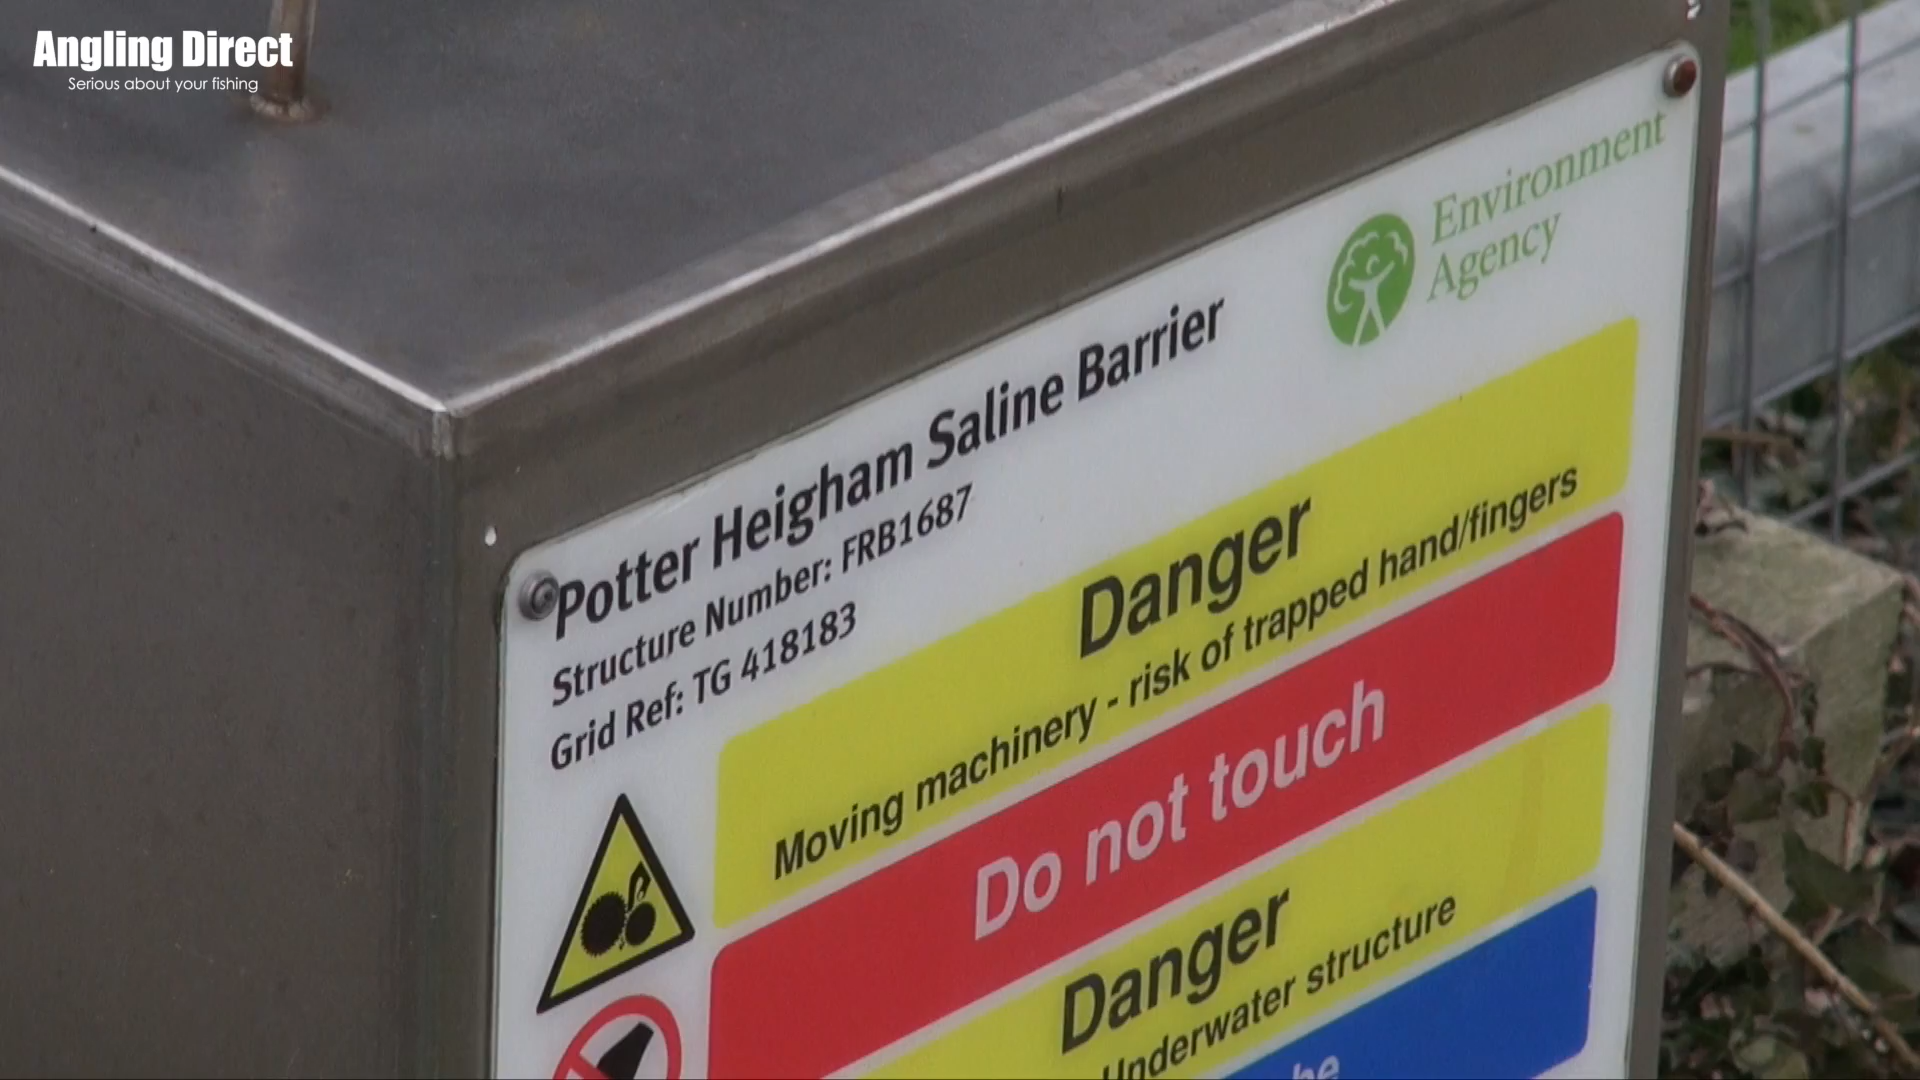 Angling Direct
Serious about your fishing
Environment
Agency
Potter Heigham Saline Barrier
Structure Number: FRB1687
Grid Ref: TG 418183
Danger
Moving machinery - risk of trapped hand/fingers
Do not touch
Danger
Underwater structure